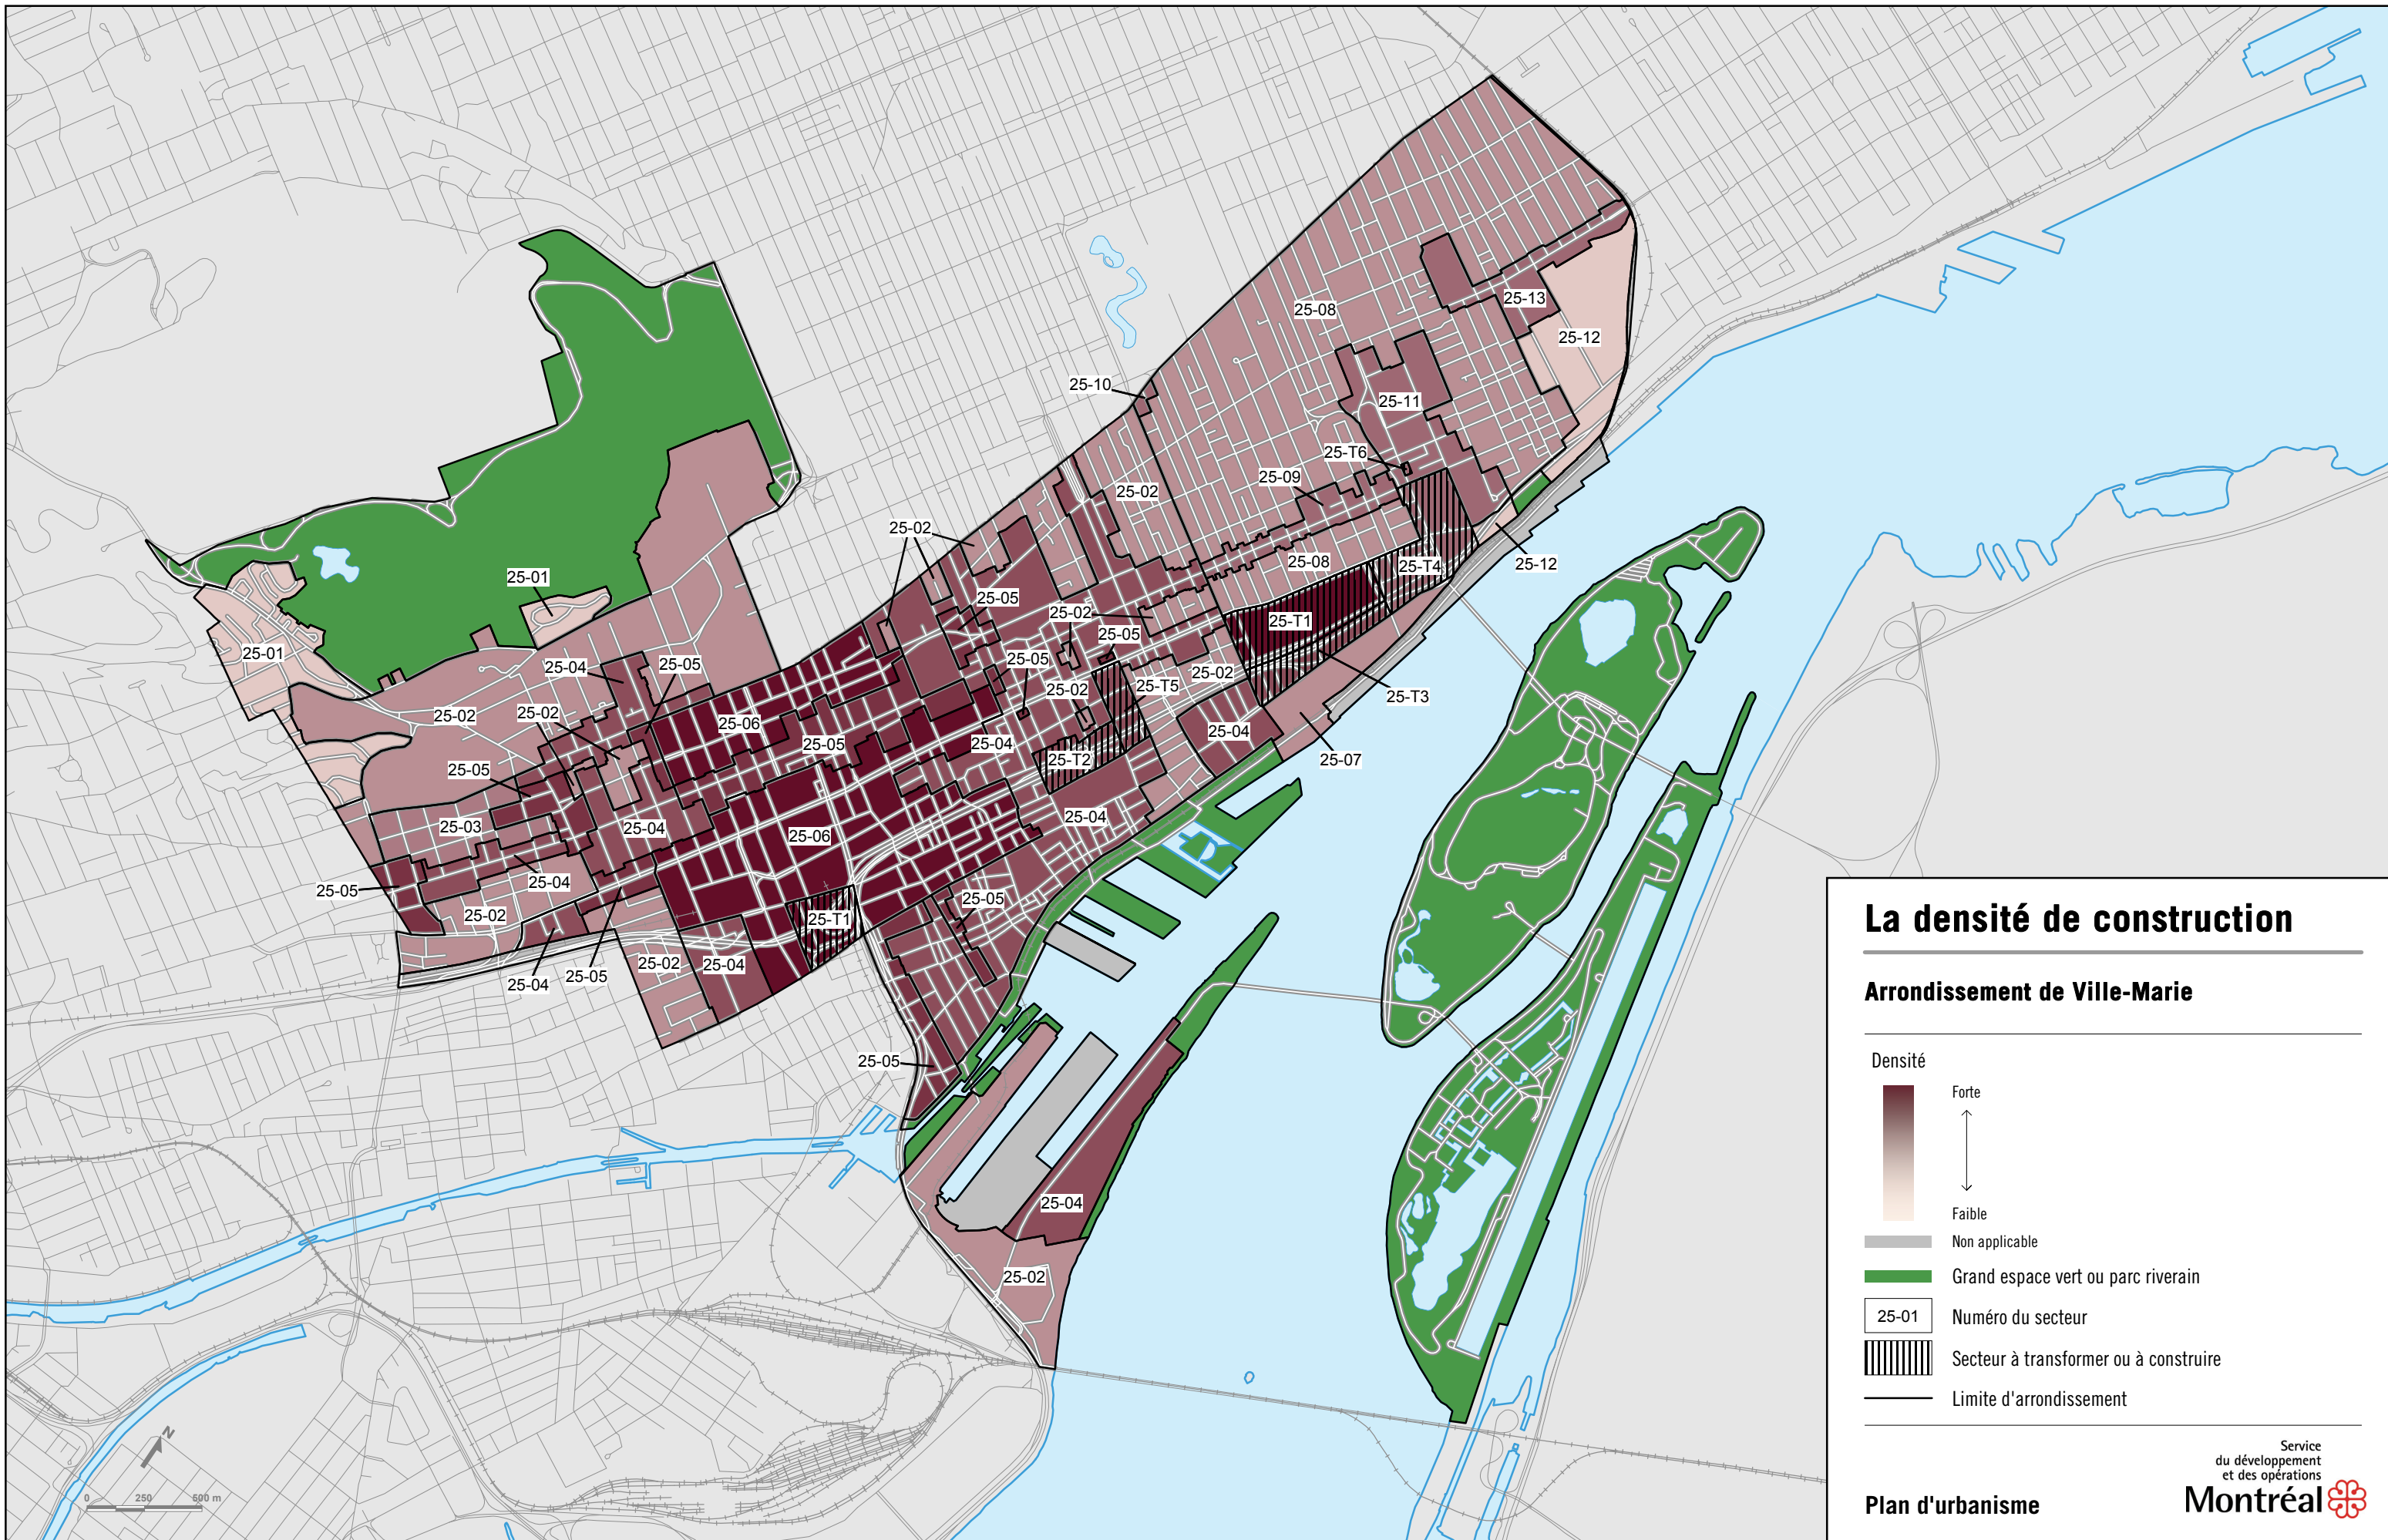 25-08
25-13
25-12
25-10
25-11
25-T6
25-09
25-02
25-02
25-08
25-12
25-T4
25-01
25-05
25-02
25-T1
25-05
25-01
25-04
25-05
25-05
25-02
25-02
25-T5
25-T3
25-02
25-02
25-06
25-04
25-05
25-04
25-T2
25-07
25-05
25-03
25-04
25-06
25-04
25-05
25-04
25-05
25-02
25-T1
25-02
25-04
25-05
25-04
25-05
25-04
25-02
N
0 250 500 m
La densité de construction
Arrondissement de Ville-Marie
Densité
Forte
Faible
Non applicable
Grand espace vert ou parc riverain
25-01 Numéro du secteur
Secteur à transformer ou à construire
Limite d'arrondissement
Service
du développement
et des opérations
Plan d'urbanisme
Montréal